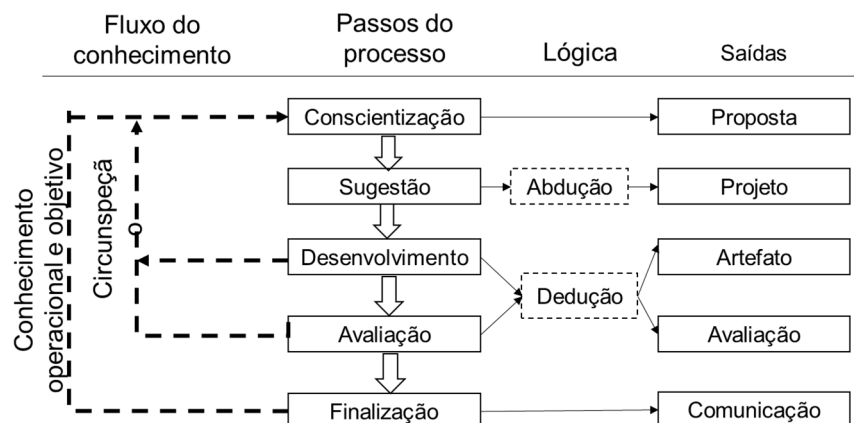 Fluxo do
conhecimento
Passos do
processo
Lógica
Saídas
Conscientização
Proposta
Sugestão
Abdução
Projeto
Desenvolvimento
Dedução
Artefato
Avaliação
Avaliação
Finalização
Comunicação
Circunspeçã
o
Conhecimento
operacional e objetivo